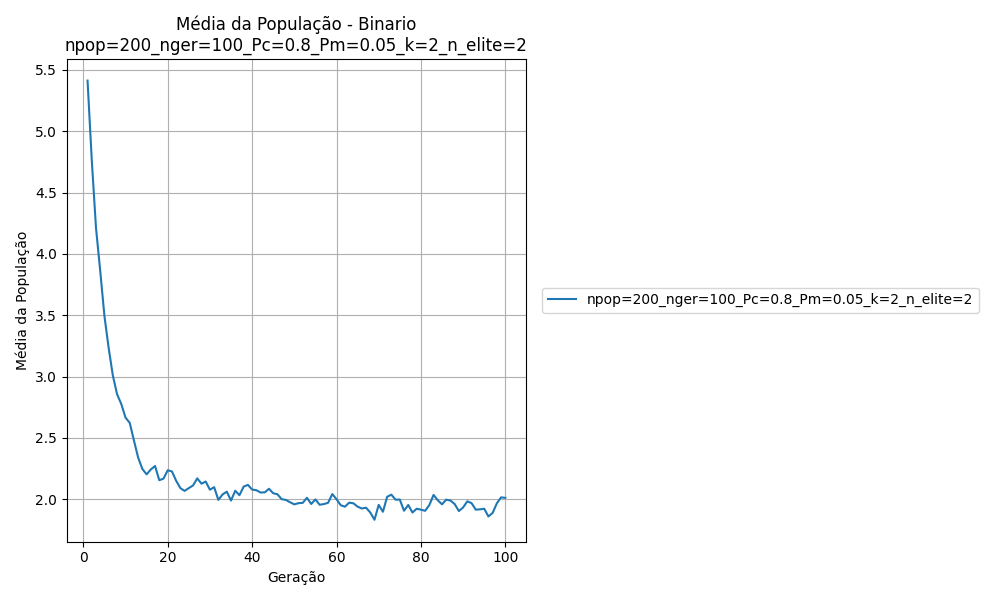 Média da População - Binario
npop=200_nger=100_Pc=0.8_Pm=0.05_k=2_n_elite=2
5.5
5.0
4.5
4.0
3.5
3.0
2.5
2.0
Média da População
0 20 40 60 80 100
Geração
npop=200_nger=100_Pc=0.8_Pm=0.05_k=2_n_elite=2